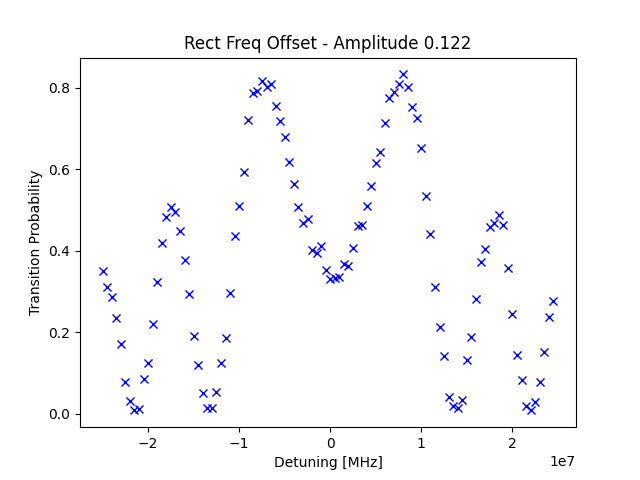 Rect Freq Offset - Amplitude 0.122
Transition Probability
0.8
0.6
0.4
0.2
0.0
−2
−1
0
1
2
1e7
Detuning [MHz]